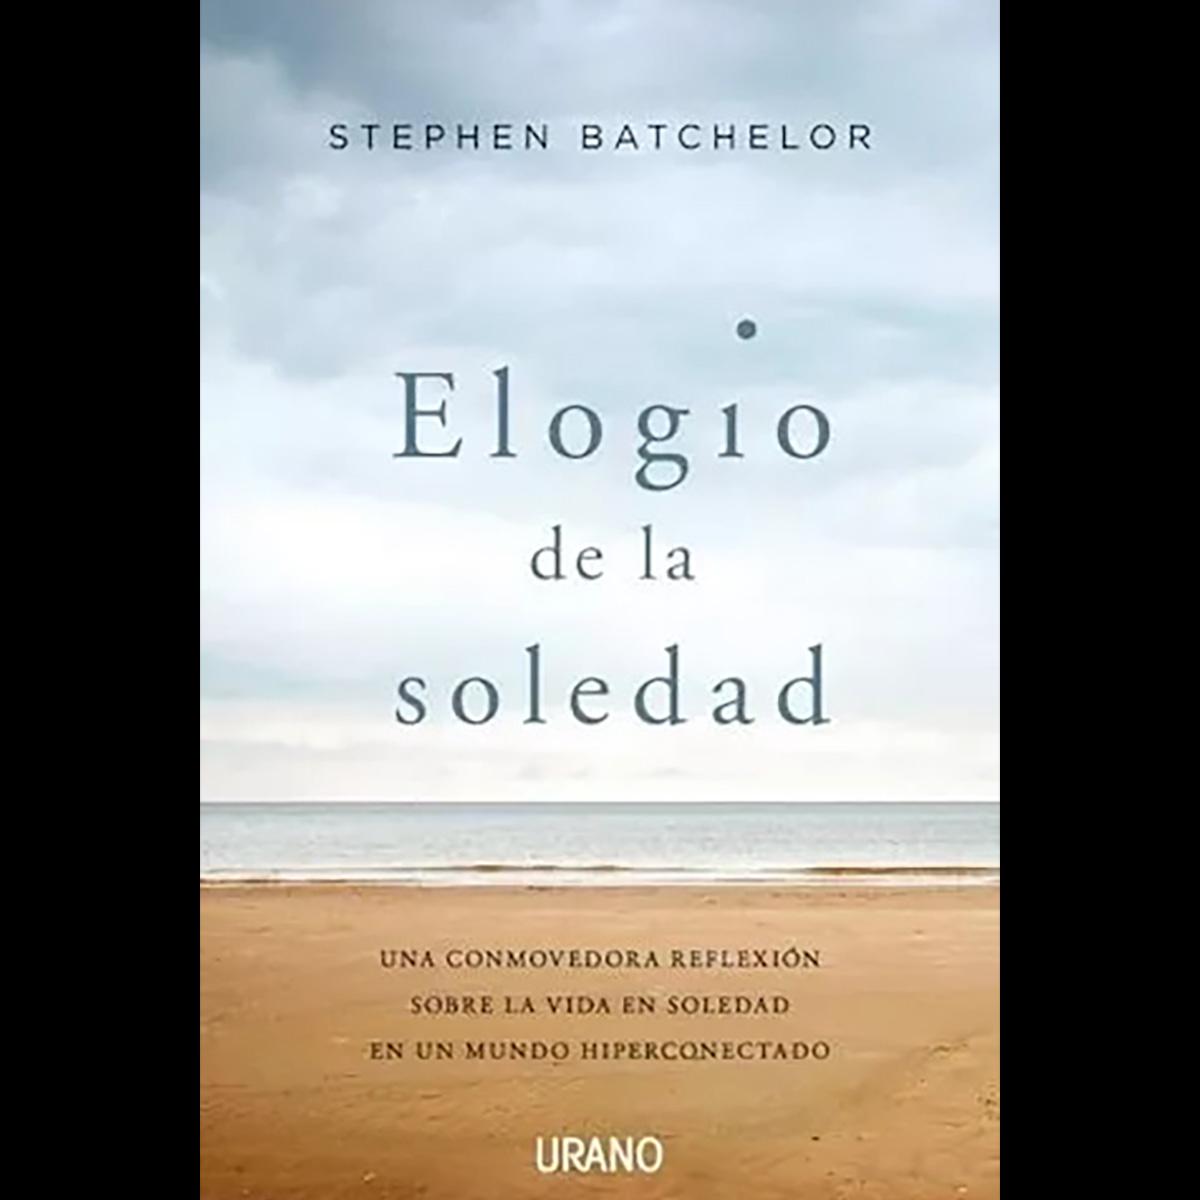 STEPHEN BATCHELOR
Elogio
de la
soledad
UNA CONMOVEDORA REFLEXIÓN
SOBRE LA VIDA EN SOLEDAD
EN UN MUNDO HIPERCONECTADO
URANO